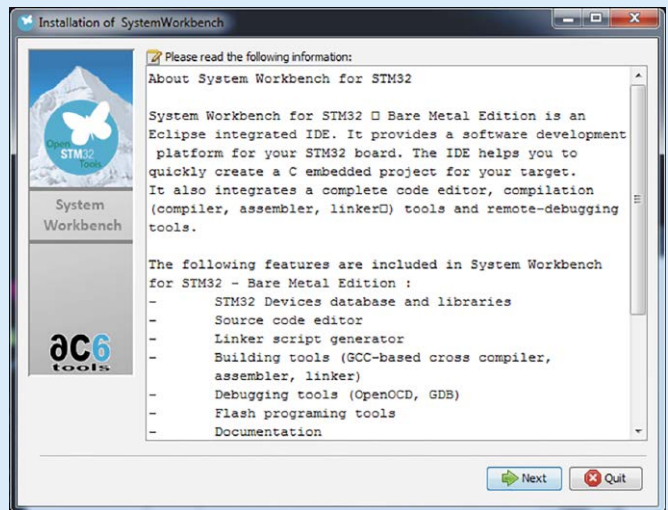 Installation of SystemWorkbench
Please read the following information:
About System Workbench for STM32
System Workbench for STM32 □ Bare Metal Edition is an
Eclipse integrated IDE. It provides a software development
platform for your STM32 board. The IDE helps you to
quickly create a C embedded project for your target.
It also integrates a complete code editor, compilation
(compiler, assembler, linker□) tools and remote-debugging
tools.
The following features are included in System Workbench
for STM32 - Bare Metal Edition :
- STM32 Devices database and libraries
- Source code editor
- Linker script generator
- Building tools (GCC-based cross compiler,
assembler, linker)
- Debugging tools (OpenOCD, GDB)
- Flash programing tools
- Documentation
Open
STM32
Tools
System
Workbench
ac6
tools
Next
Quit